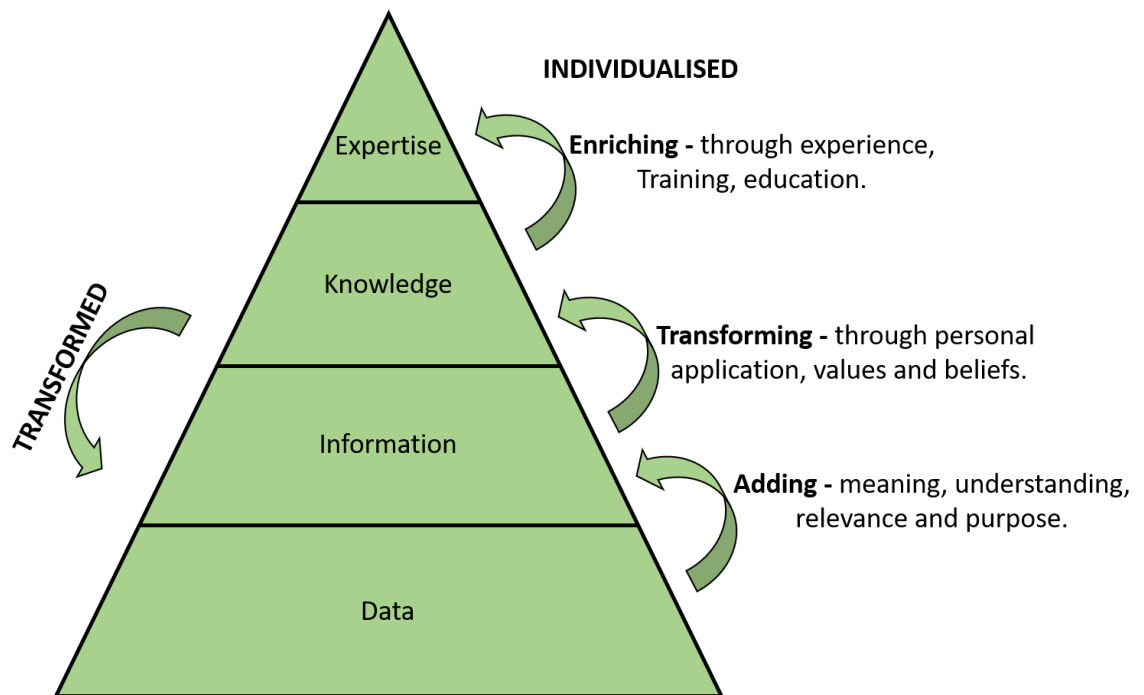 INDIVIDUALISED
Expertise
Enriching - through experience,
Training, education.
Knowledge
TRANSFORMED
Transforming - through personal
application, values and beliefs.
Information
Adding - meaning, understanding,
relevance and purpose.
Data